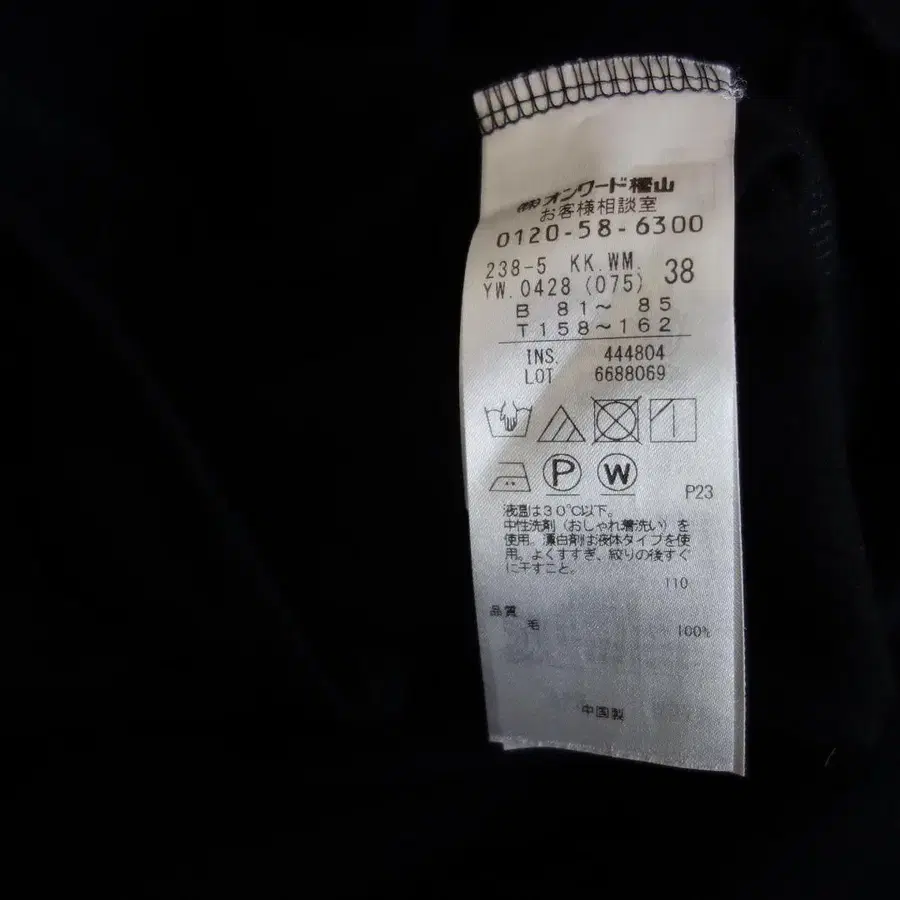 ㈱オンワード樫山
お客様相談室
0120-58-6300
238-5 KK.WM. 38
YW.0428 (075)
B 81～ 85
T158～162
INS. 444804
LOT 6688069
P W
P23
液温は30℃以下。
中性洗剤（おしゃれ着洗い）を
使用。漂白剤は液体タイプを使
用。よくすすぎ、絞りの後すぐ
に干すこと。
110
品質
毛 100%
中国製